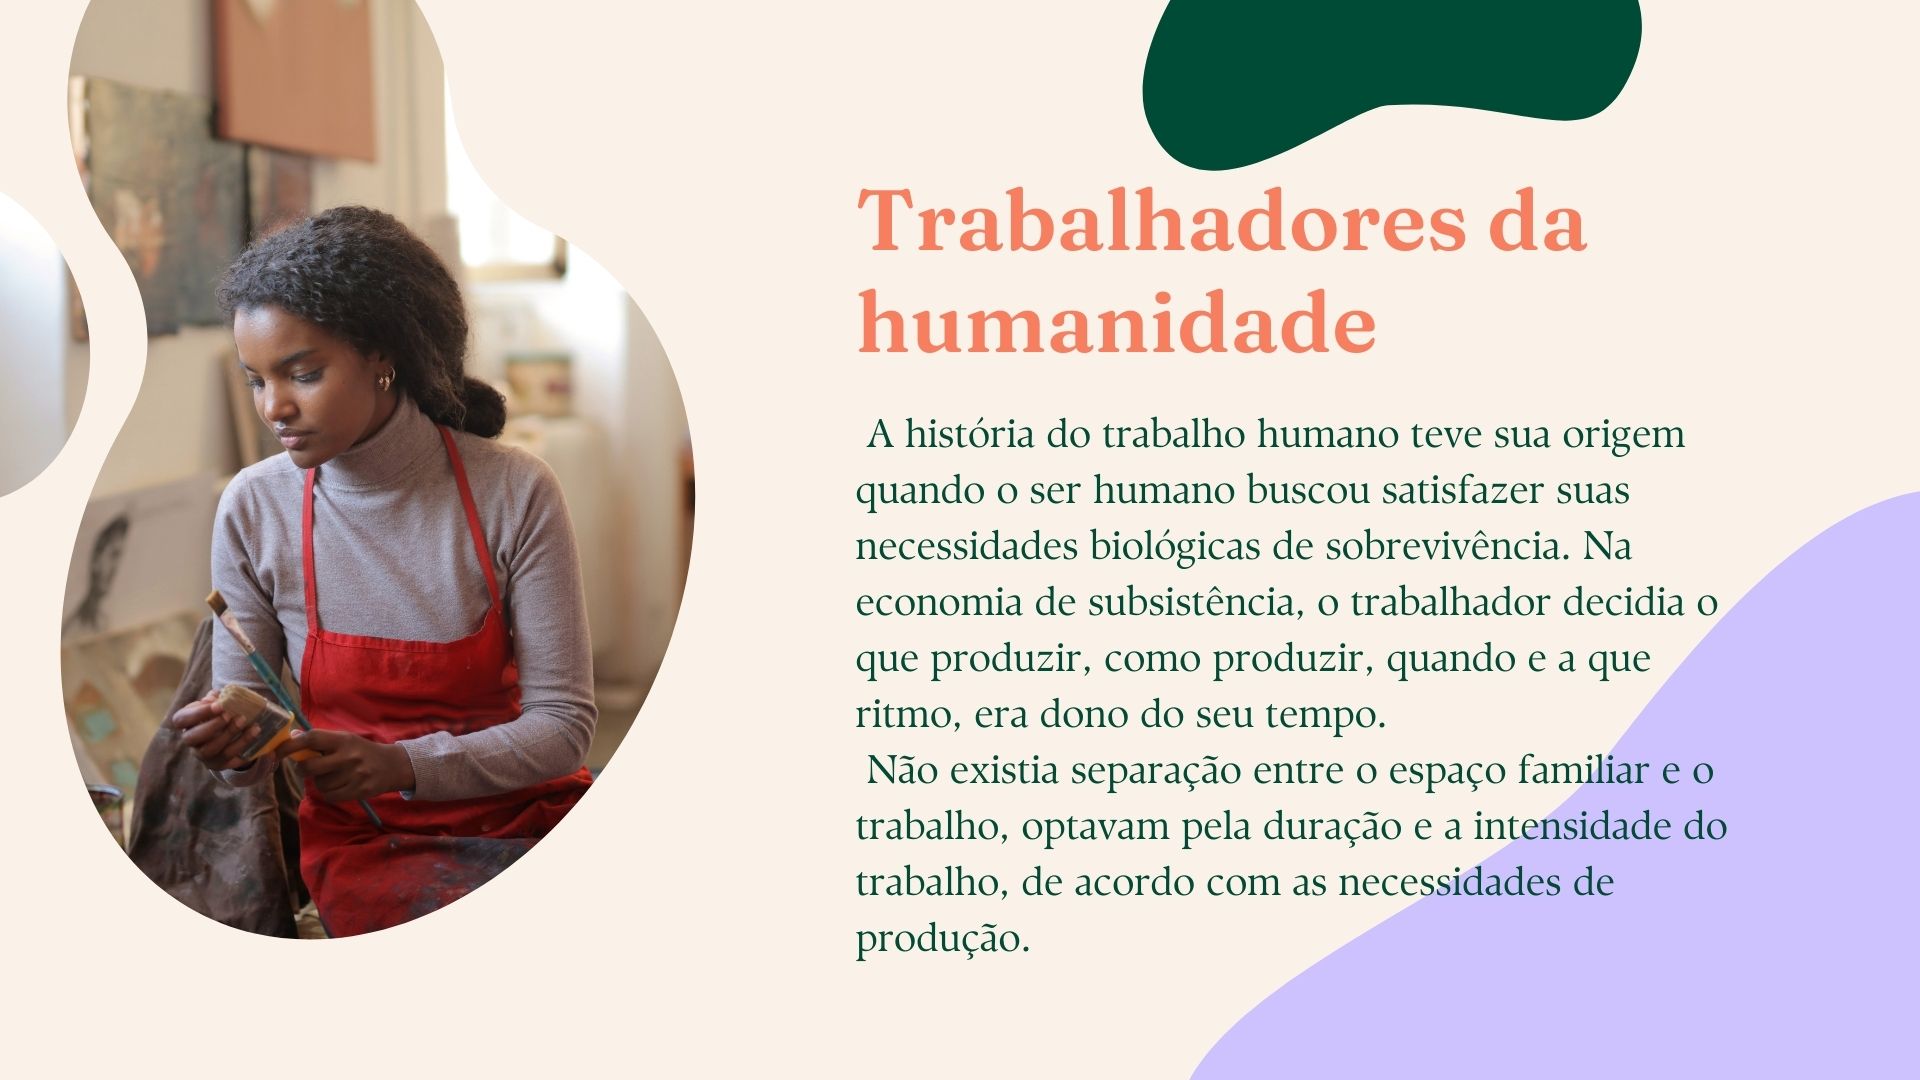 Trabalhadores da
humanidade
A história do trabalho humano teve sua origem
quando o ser humano buscou satisfazer suas
necessidades biológicas de sobrevivência. Na
economia de subsistência, o trabalhador decidia o
que produzir, como produzir, quando e a que
ritmo, era dono do seu tempo.
Não existia separação entre o espaço familiar e o
trabalho, optavam pela duração e a intensidade do
trabalho, de acordo com as necessidades de
produção.